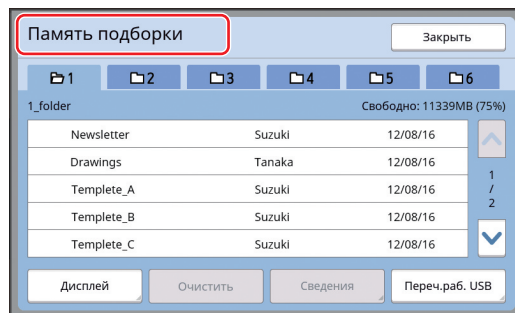 Память подборки
Закрыть
1 2 3 4 5 6
1_folder Свободно: 11339MB (75%)
Newsletter Suzuki 12/08/16
Drawings Tanaka 12/08/16
Templete_A Suzuki 12/08/16
Templete_B Suzuki 12/08/16
Templete_C Suzuki 12/08/16
1
/
2
Дисплей Очистить Сведения Переч.раб. USB